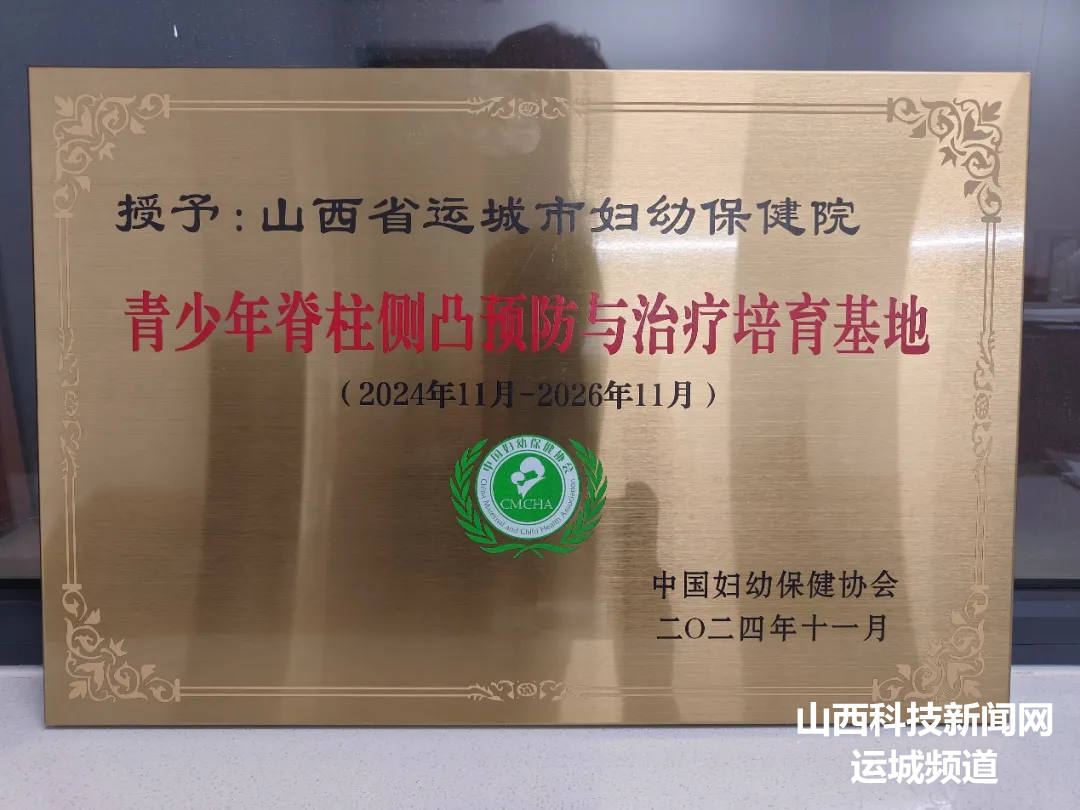 授予:山西省运城市妇幼保健院
青少年脊柱侧凸预防与治疗培育基地
（2024年11月-2026年11月）
中国妇幼保健协会
CMCHA
China Maternal and Child Health Association
中国妇幼保健协会
二〇二四年十一月
山西科技新闻网
运城频道